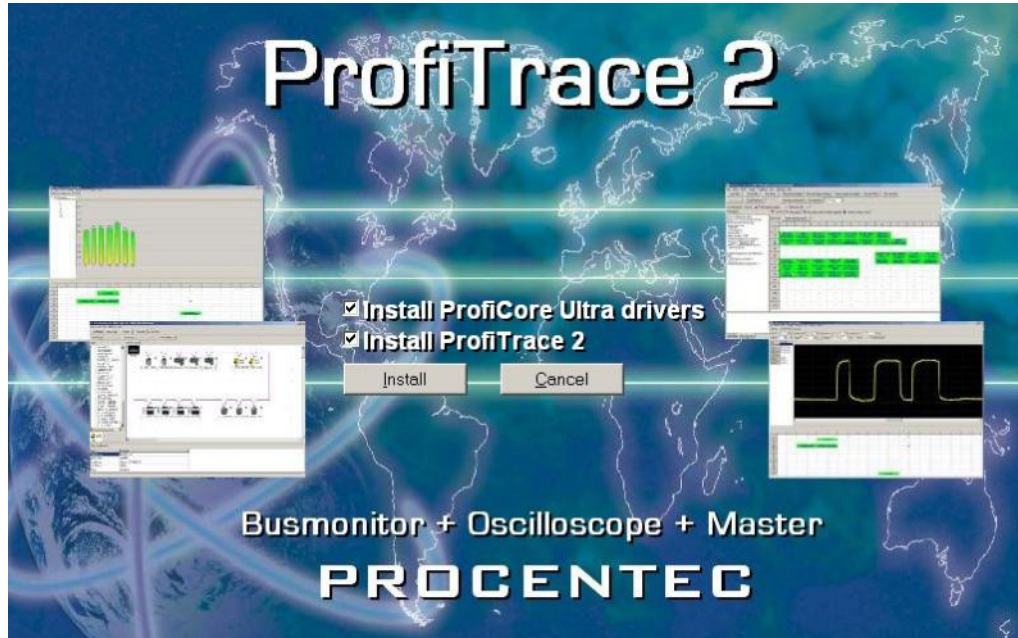 ProfiTrace 2
Install ProfiCore Ultra drivers
Install ProfiTrace 2
Install
Cancel
Busmonitor + Oscilloscope + Master
PROCENTEC